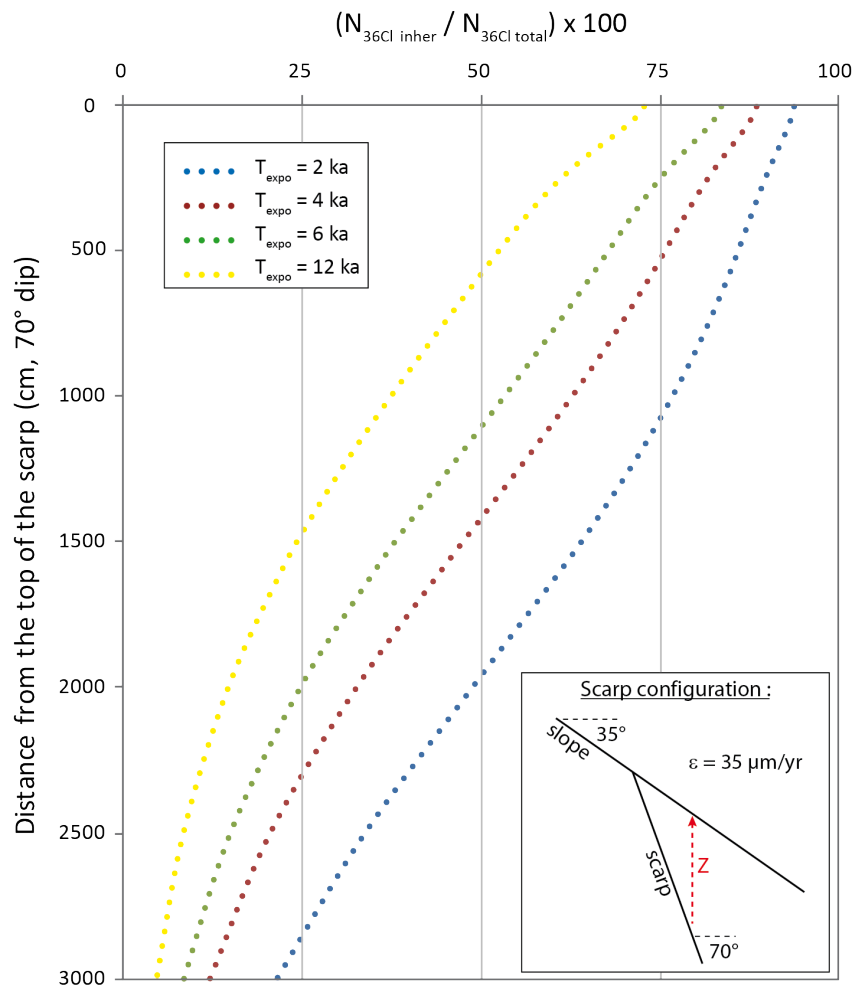 (N36Cl inher / N36Cl total) x 100
0 25 50 75 100
0
500
1000
1500
2000
2500
3000
Distance from the top of the scarp (cm, 70° dip)
Texpo = 2 ka
Texpo = 4 ka
Texpo = 6 ka
Texpo = 12 ka
Scarp configuration :
slope
35°
ε = 35 µm/yr
scarp
Z
70°